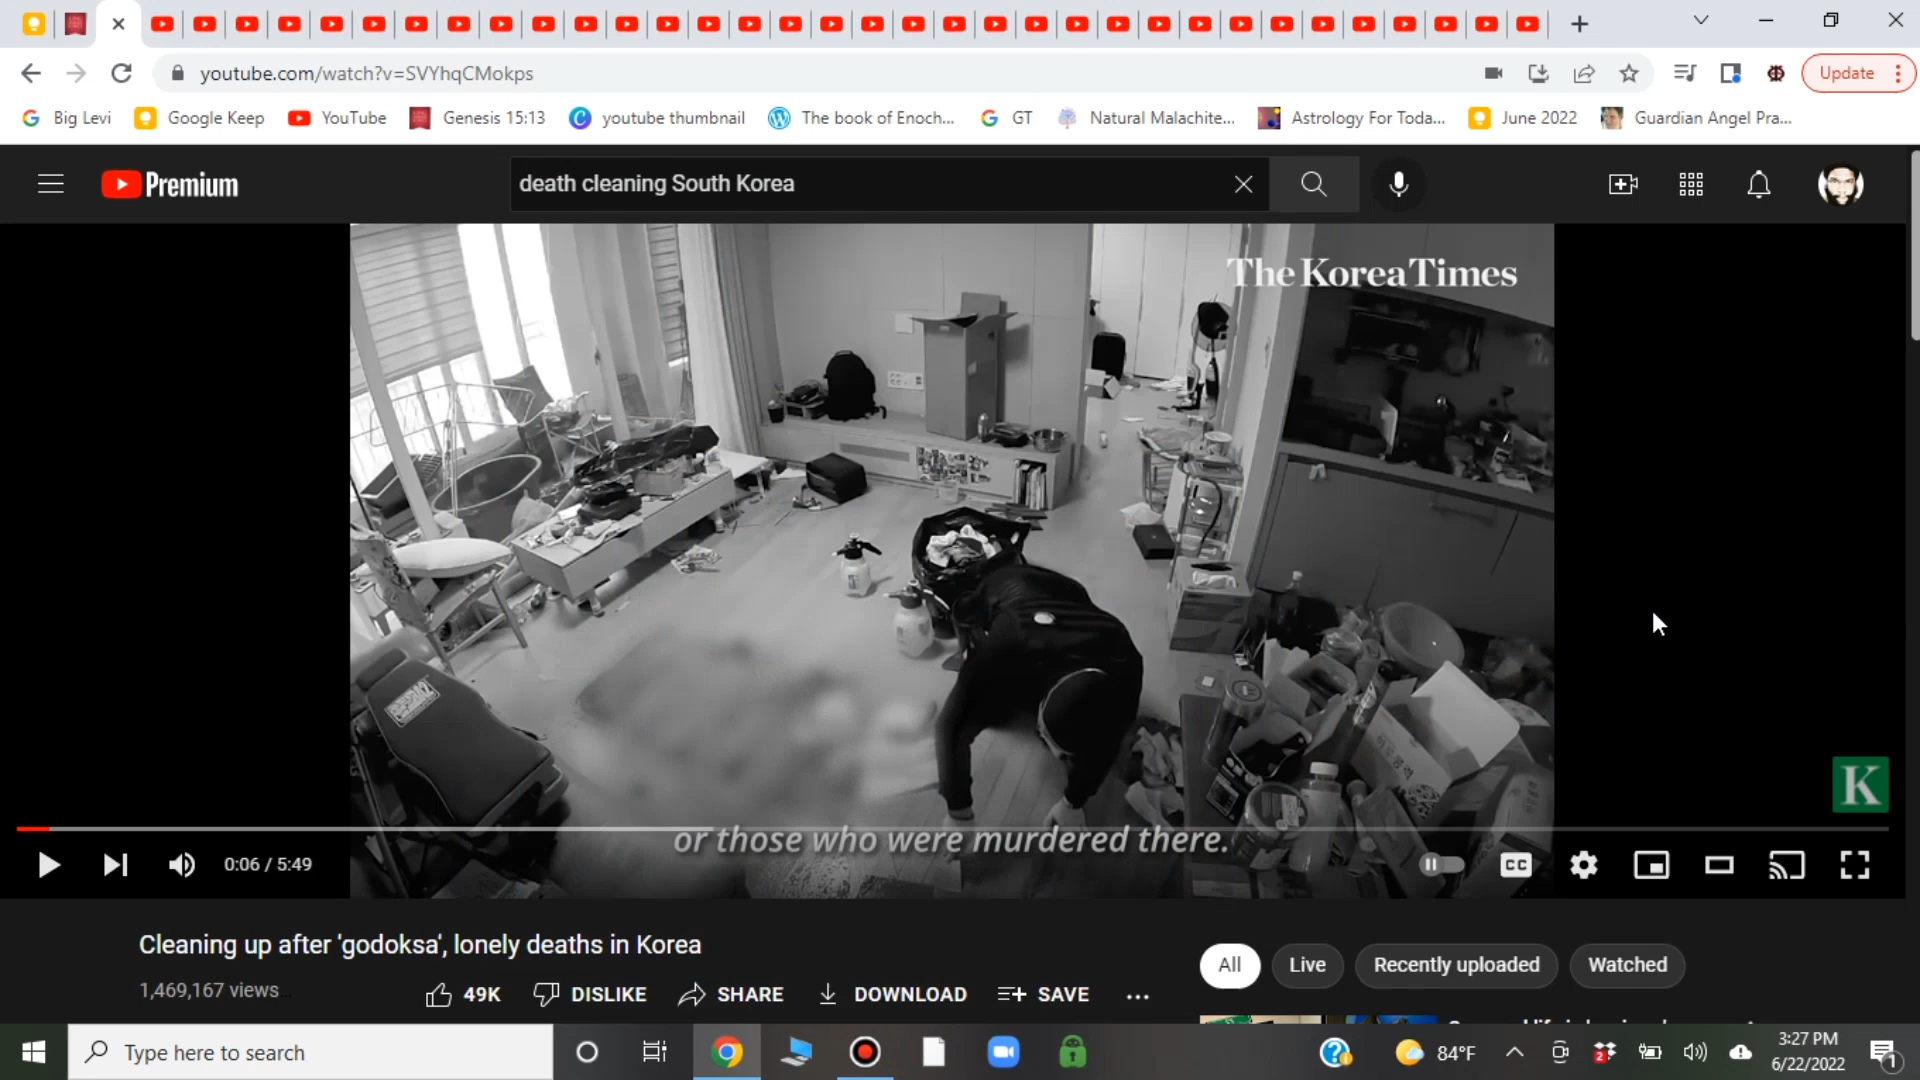 youtube.com/watch?v=SVYhqCMokps
Update
Big Levi
Google Keep
YouTube
Genesis 15:13
youtube thumbnail
The book of Enoch...
GT
Natural Malachite...
Astrology For Toda...
June 2022
Guardian Angel Pra...
Premium
death cleaning South Korea
The Korea Times
K
or those who were murdered there.
0:06 / 5:49
CC
Cleaning up after 'godoksa', lonely deaths in Korea
1,469,167 views
49K
DISLIKE
SHARE
DOWNLOAD
SAVE
All
Live
Recently uploaded
Watched
Type here to search
84°F
2
3:27 PM
6/22/2022
1